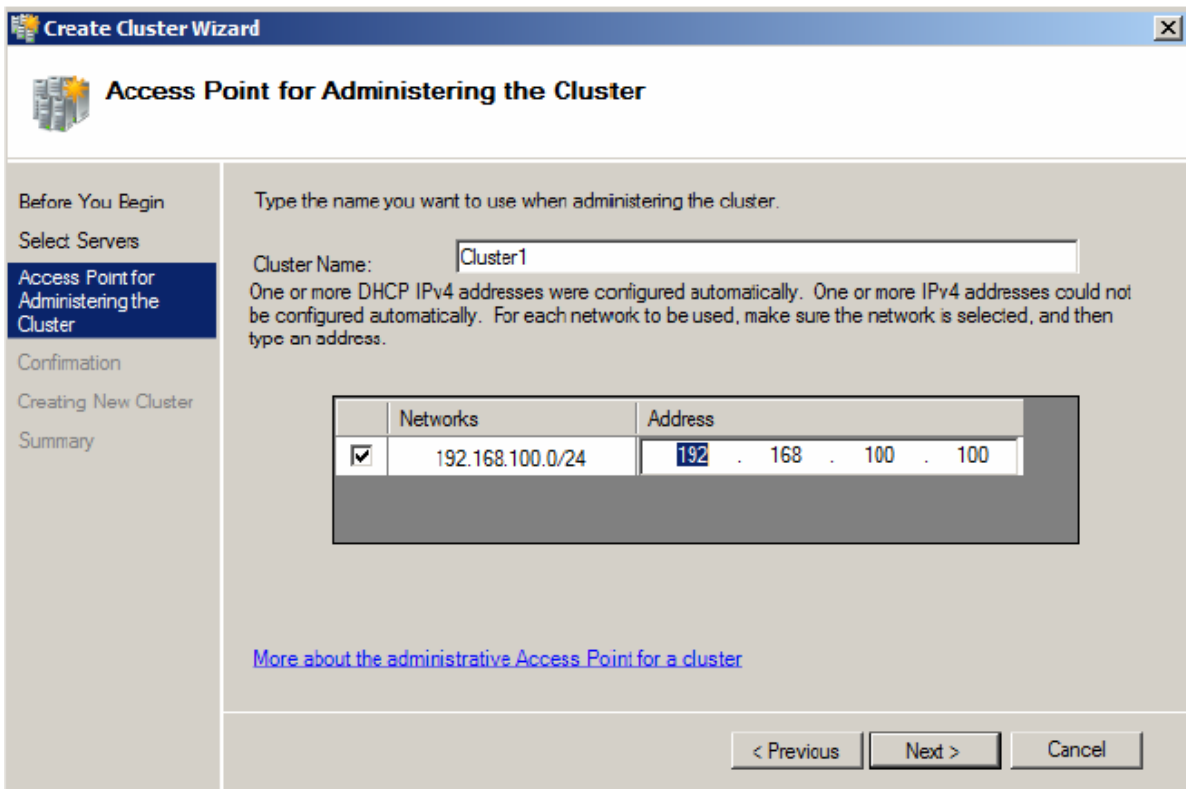 Create Cluster Wizard
Access Point for Administering the Cluster
Before You Begin
Select Servers
Access Point for
Administering the
Cluster
Confirmation
Creating New Cluster
Summary
Type the name you want to use when administering the cluster.
Cluster Name: Cluster1
One or more DHCP IPv4 addresses were configured automatically. One or more IPv4 addresses could not
be configured automatically. For each network to be used, make sure the network is selected, and then
type an address.
Networks Address
192.168.100.0/24 192 . 168 . 100 . 100
More about the administrative Access Point for a cluster
< Previous Next > Cancel